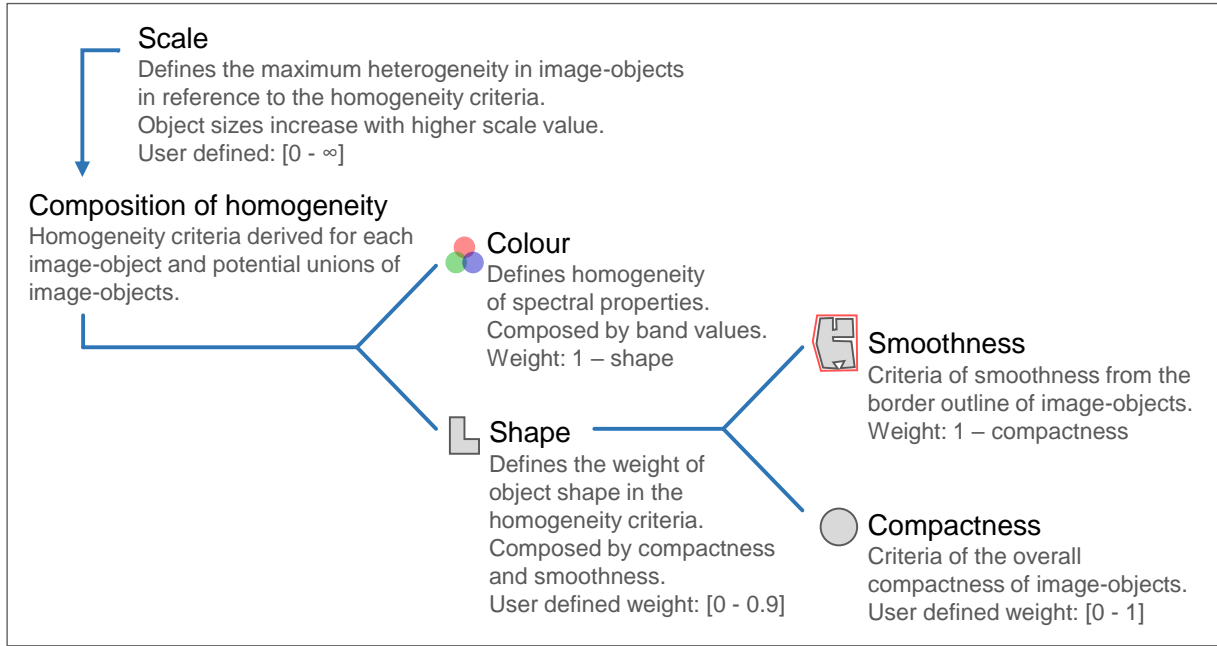 Scale
Defines the maximum heterogeneity in image-objects
in reference to the homogeneity criteria.
Object sizes increase with higher scale value.
User defined: [0 - ∞]
Composition of homogeneity
Homogeneity criteria derived for each
image-object and potential unions of
image-objects.
Colour
Defines homogeneity
of spectral properties.
Composed by band values.
Weight: 1 – shape
Shape
Defines the weight of
object shape in the
homogeneity criteria.
Composed by compactness
and smoothness.
User defined weight: [0 - 0.9]
Smoothness
Criteria of smoothness from the
border outline of image-objects.
Weight: 1 – compactness
Compactness
Criteria of the overall
compactness of image-objects.
User defined weight: [0 - 1]